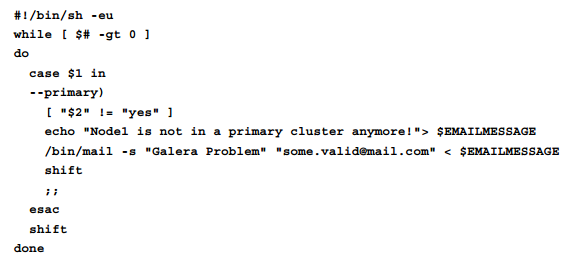 #!/bin/sh -eu
while [ $# -gt 0 ]
do
case $1 in
--primary)
[ "$2" != "yes" ]
echo "Node1 is not in a primary cluster anymore!"> $EMAILMESSAGE
/bin/mail -s "Galera Problem" "some.valid@mail.com" < $EMAILMESSAGE
shift
;;
esac
shift
done